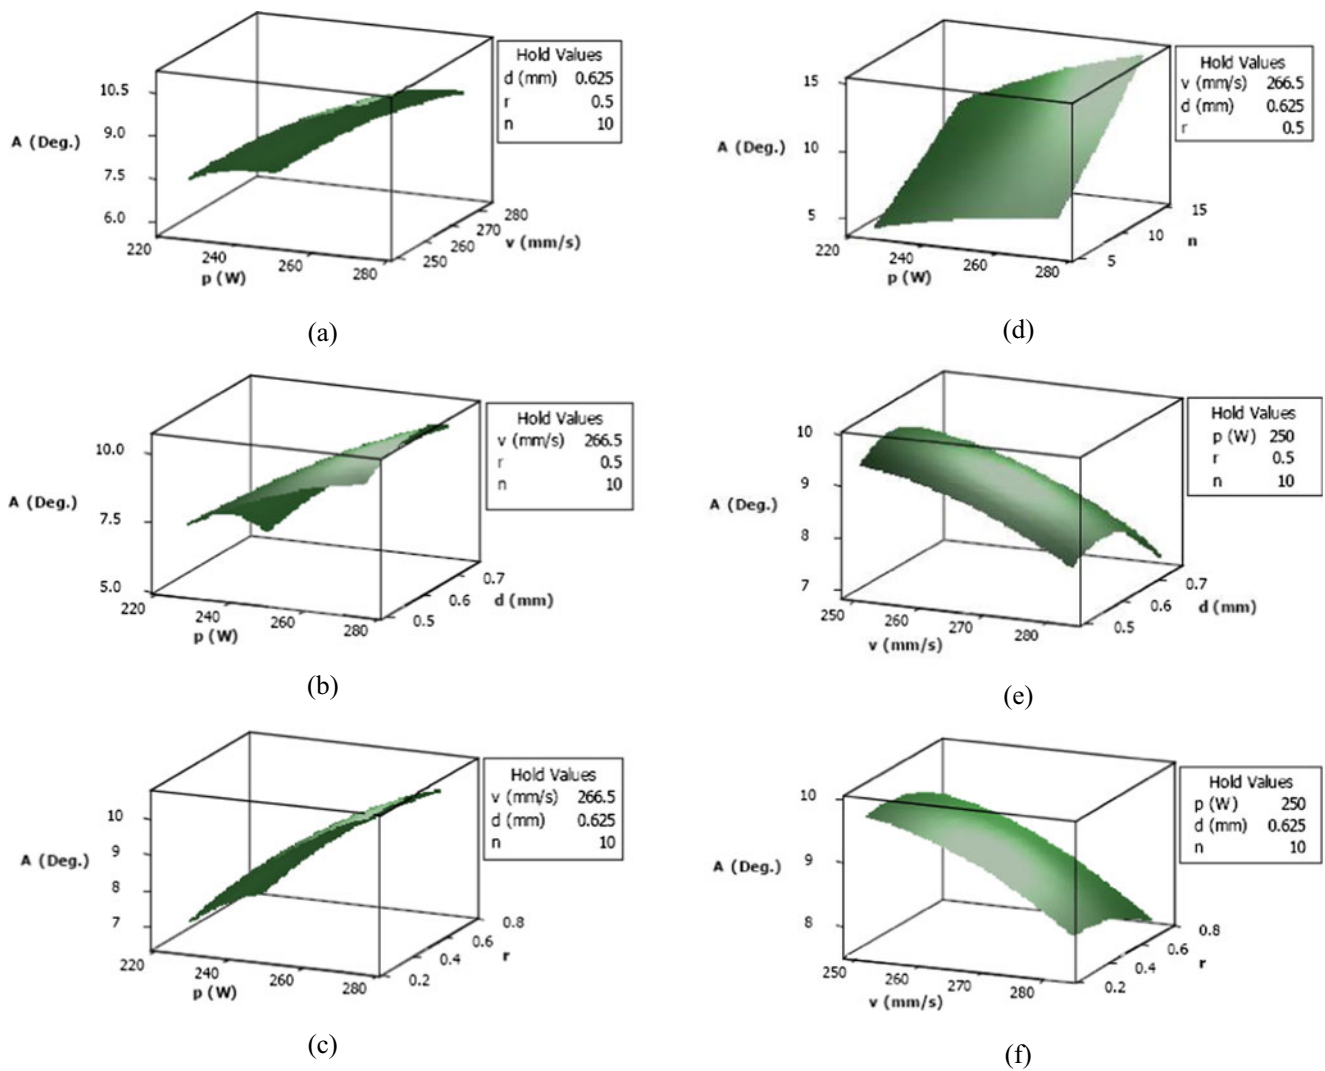 Hold Values
d (mm) 0.625
r 0.5
n 10
A (Deg.)
10.5
9.0
7.5
6.0
220
240
260
280
p (W)
250
260
270
280
v (mm/s)
(a)
Hold Values
v (mm/s) 266.5
d (mm) 0.625
r 0.5
A (Deg.)
15
10
5
220
240
260
280
p (W)
5
10
15
n
(d)
Hold Values
v (mm/s) 266.5
r 0.5
n 10
A (Deg.)
10.0
7.5
5.0
220
240
260
280
p (W)
0.5
0.6
0.7
d (mm)
(b)
Hold Values
p (W) 250
r 0.5
n 10
A (Deg.)
10
9
8
7
250
260
270
280
v (mm/s)
0.5
0.6
0.7
d (mm)
(e)
Hold Values
v (mm/s) 266.5
d (mm) 0.625
n 10
A (Deg.)
10
9
8
7
220
240
260
280
p (W)
0.2
0.4
0.6
0.8
r
(c)
Hold Values
p (W) 250
d (mm) 0.625
n 10
A (Deg.)
10
9
8
250
260
270
280
v (mm/s)
0.2
0.4
0.6
0.8
r
(f)